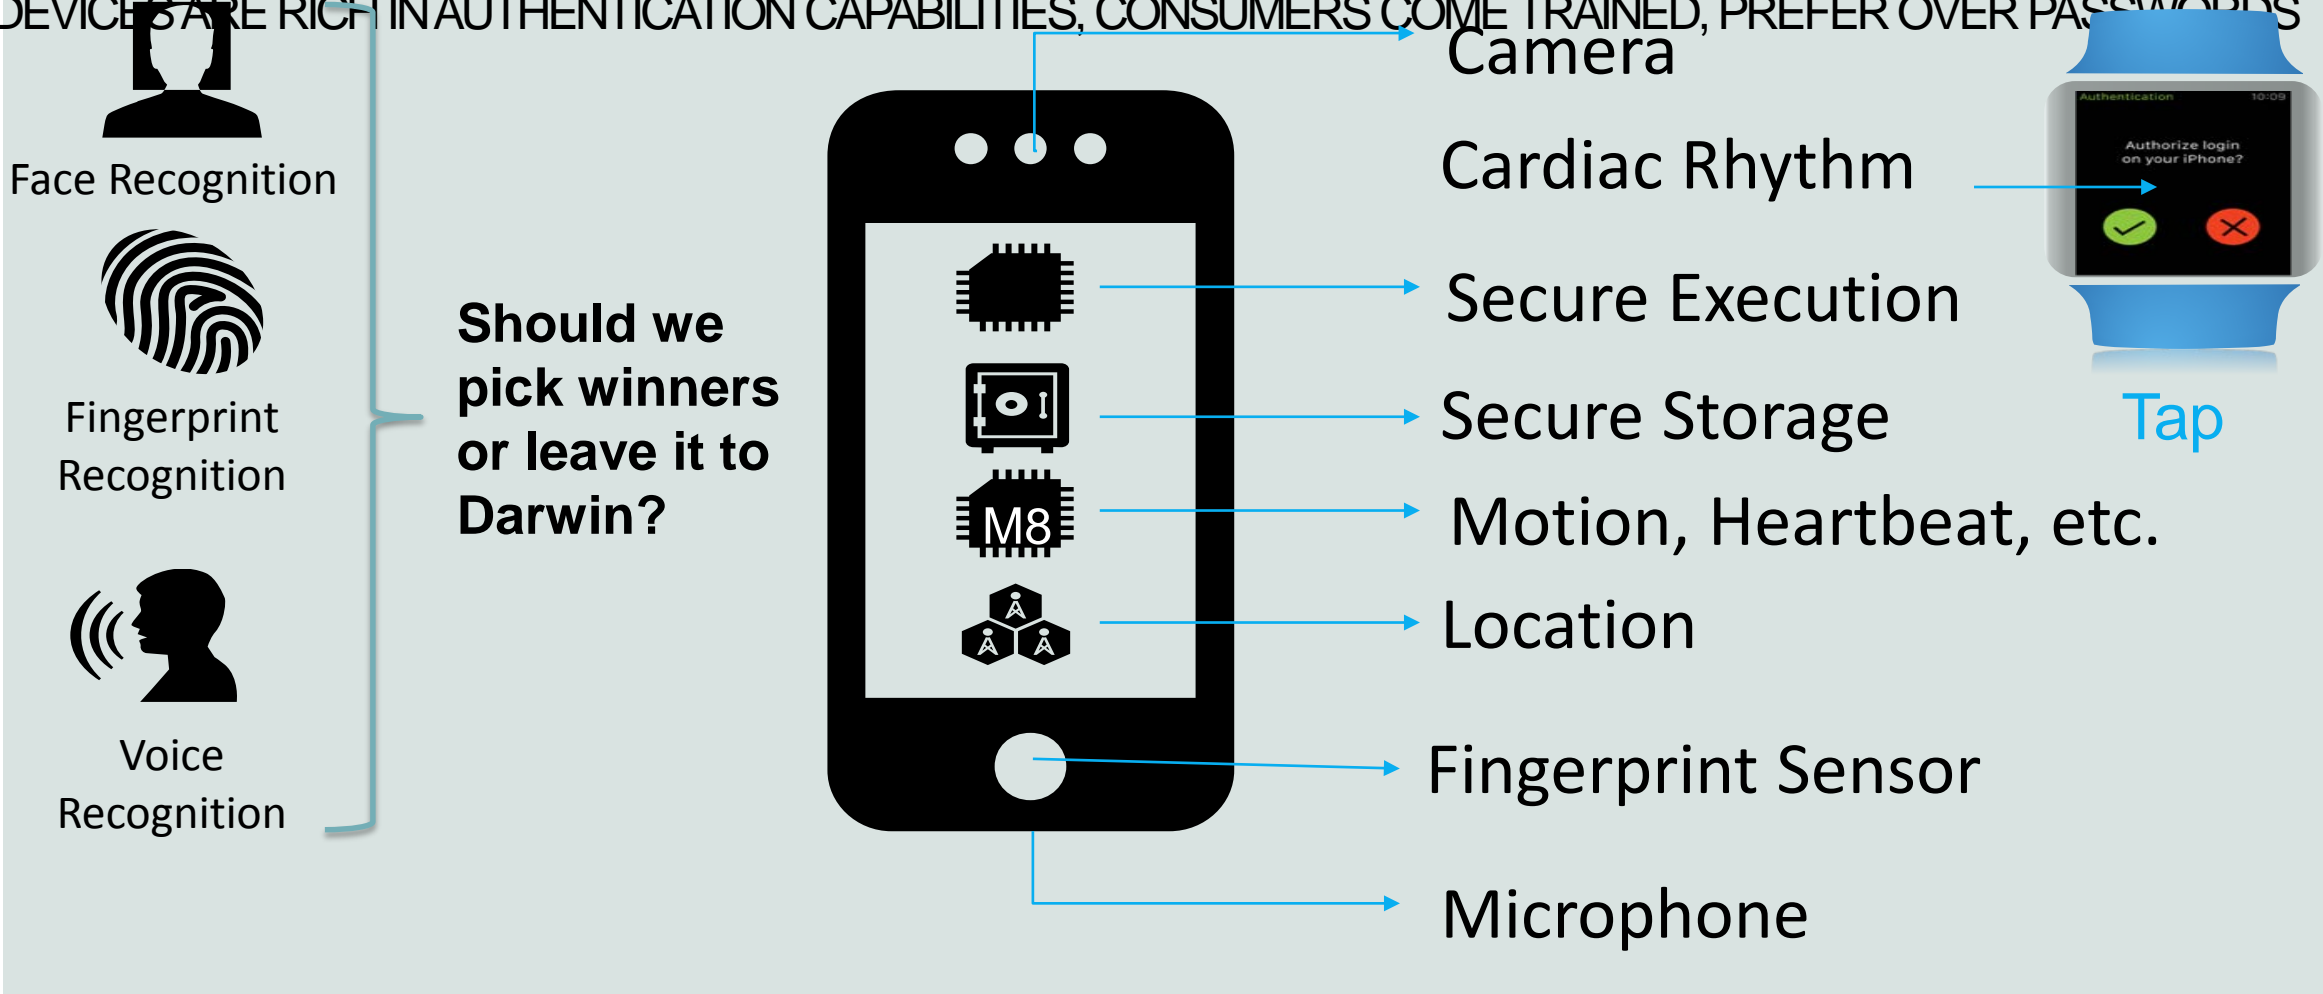 DEVICES ARE RICH IN AUTHENTICATION CAPABILITIES, CONSUMERS COME TRAINED, PREFER OVER PASSWORDS
Face Recognition
Fingerprint
Recognition
Voice
Recognition
Should we
pick winners
or leave it to
Darwin?
M8
Camera
Cardiac Rhythm
Secure Execution
Secure Storage
Motion, Heartbeat, etc.
Location
Fingerprint Sensor
Microphone
Authentication 10:09
Authorize login
on your iPhone?
Tap